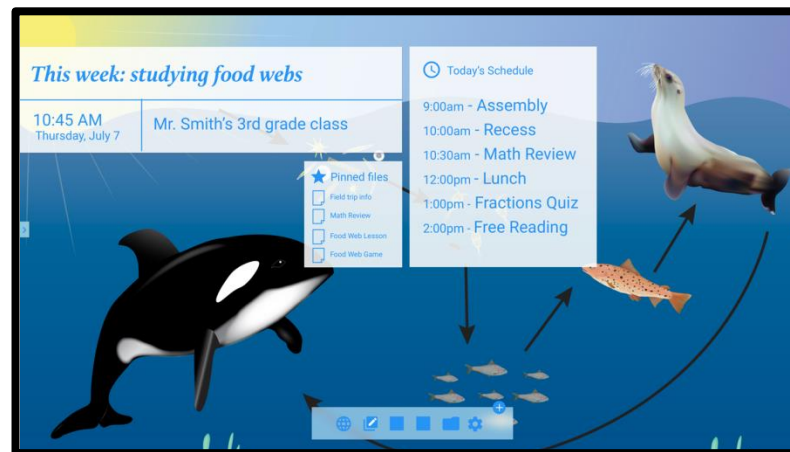 This week: studying food webs
10:45 AM
Thursday, July 7
Mr. Smith's 3rd grade class
Pinned files
Field trip info
Math Review
Food Web Lesson
Food Web Game
Today's Schedule
9:00am - Assembly
10:00am - Recess
10:30am - Math Review
12:00pm - Lunch
1:00pm - Fractions Quiz
2:00pm - Free Reading